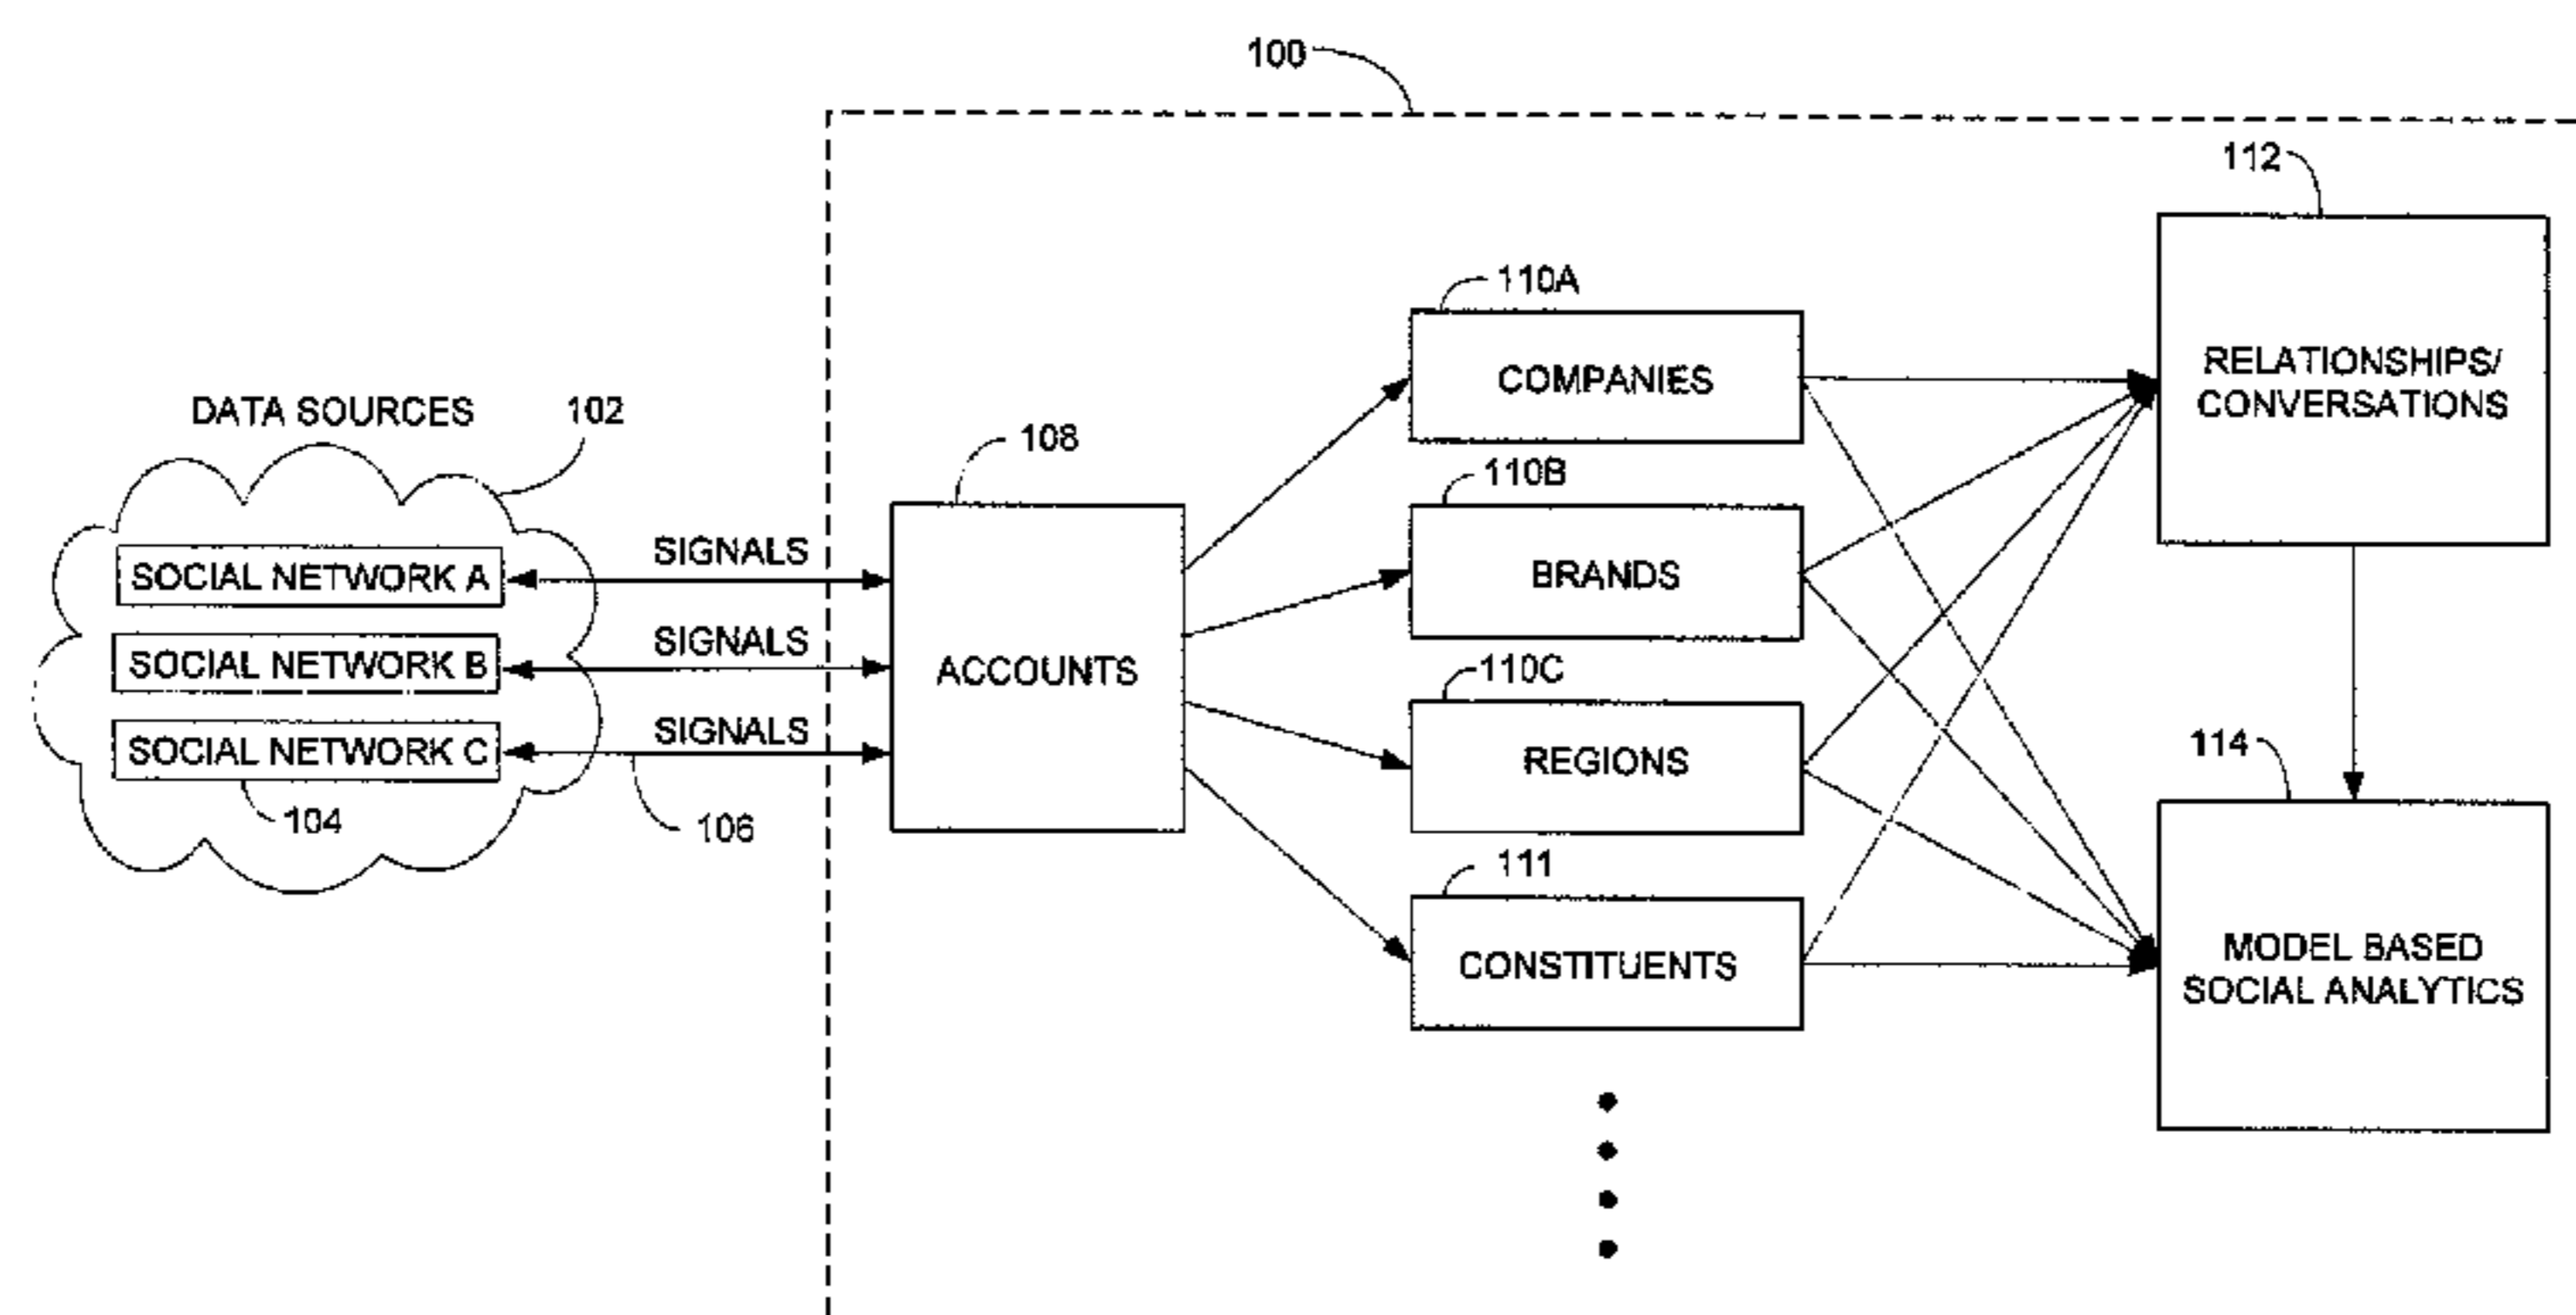 100
112
110A
COMPANIES
RELATIONSHIPS/
CONVERSATIONS
DATA SOURCES
102
108
110B
BRANDS
SIGNALS
SOCIAL NETWORK A
SIGNALS
SOCIAL NETWORK B
ACCOUNTS
110C
REGIONS
SIGNALS
SOCIAL NETWORK C
104
106
114
111
CONSTITUENTS
MODEL BASED
SOCIAL ANALYTICS